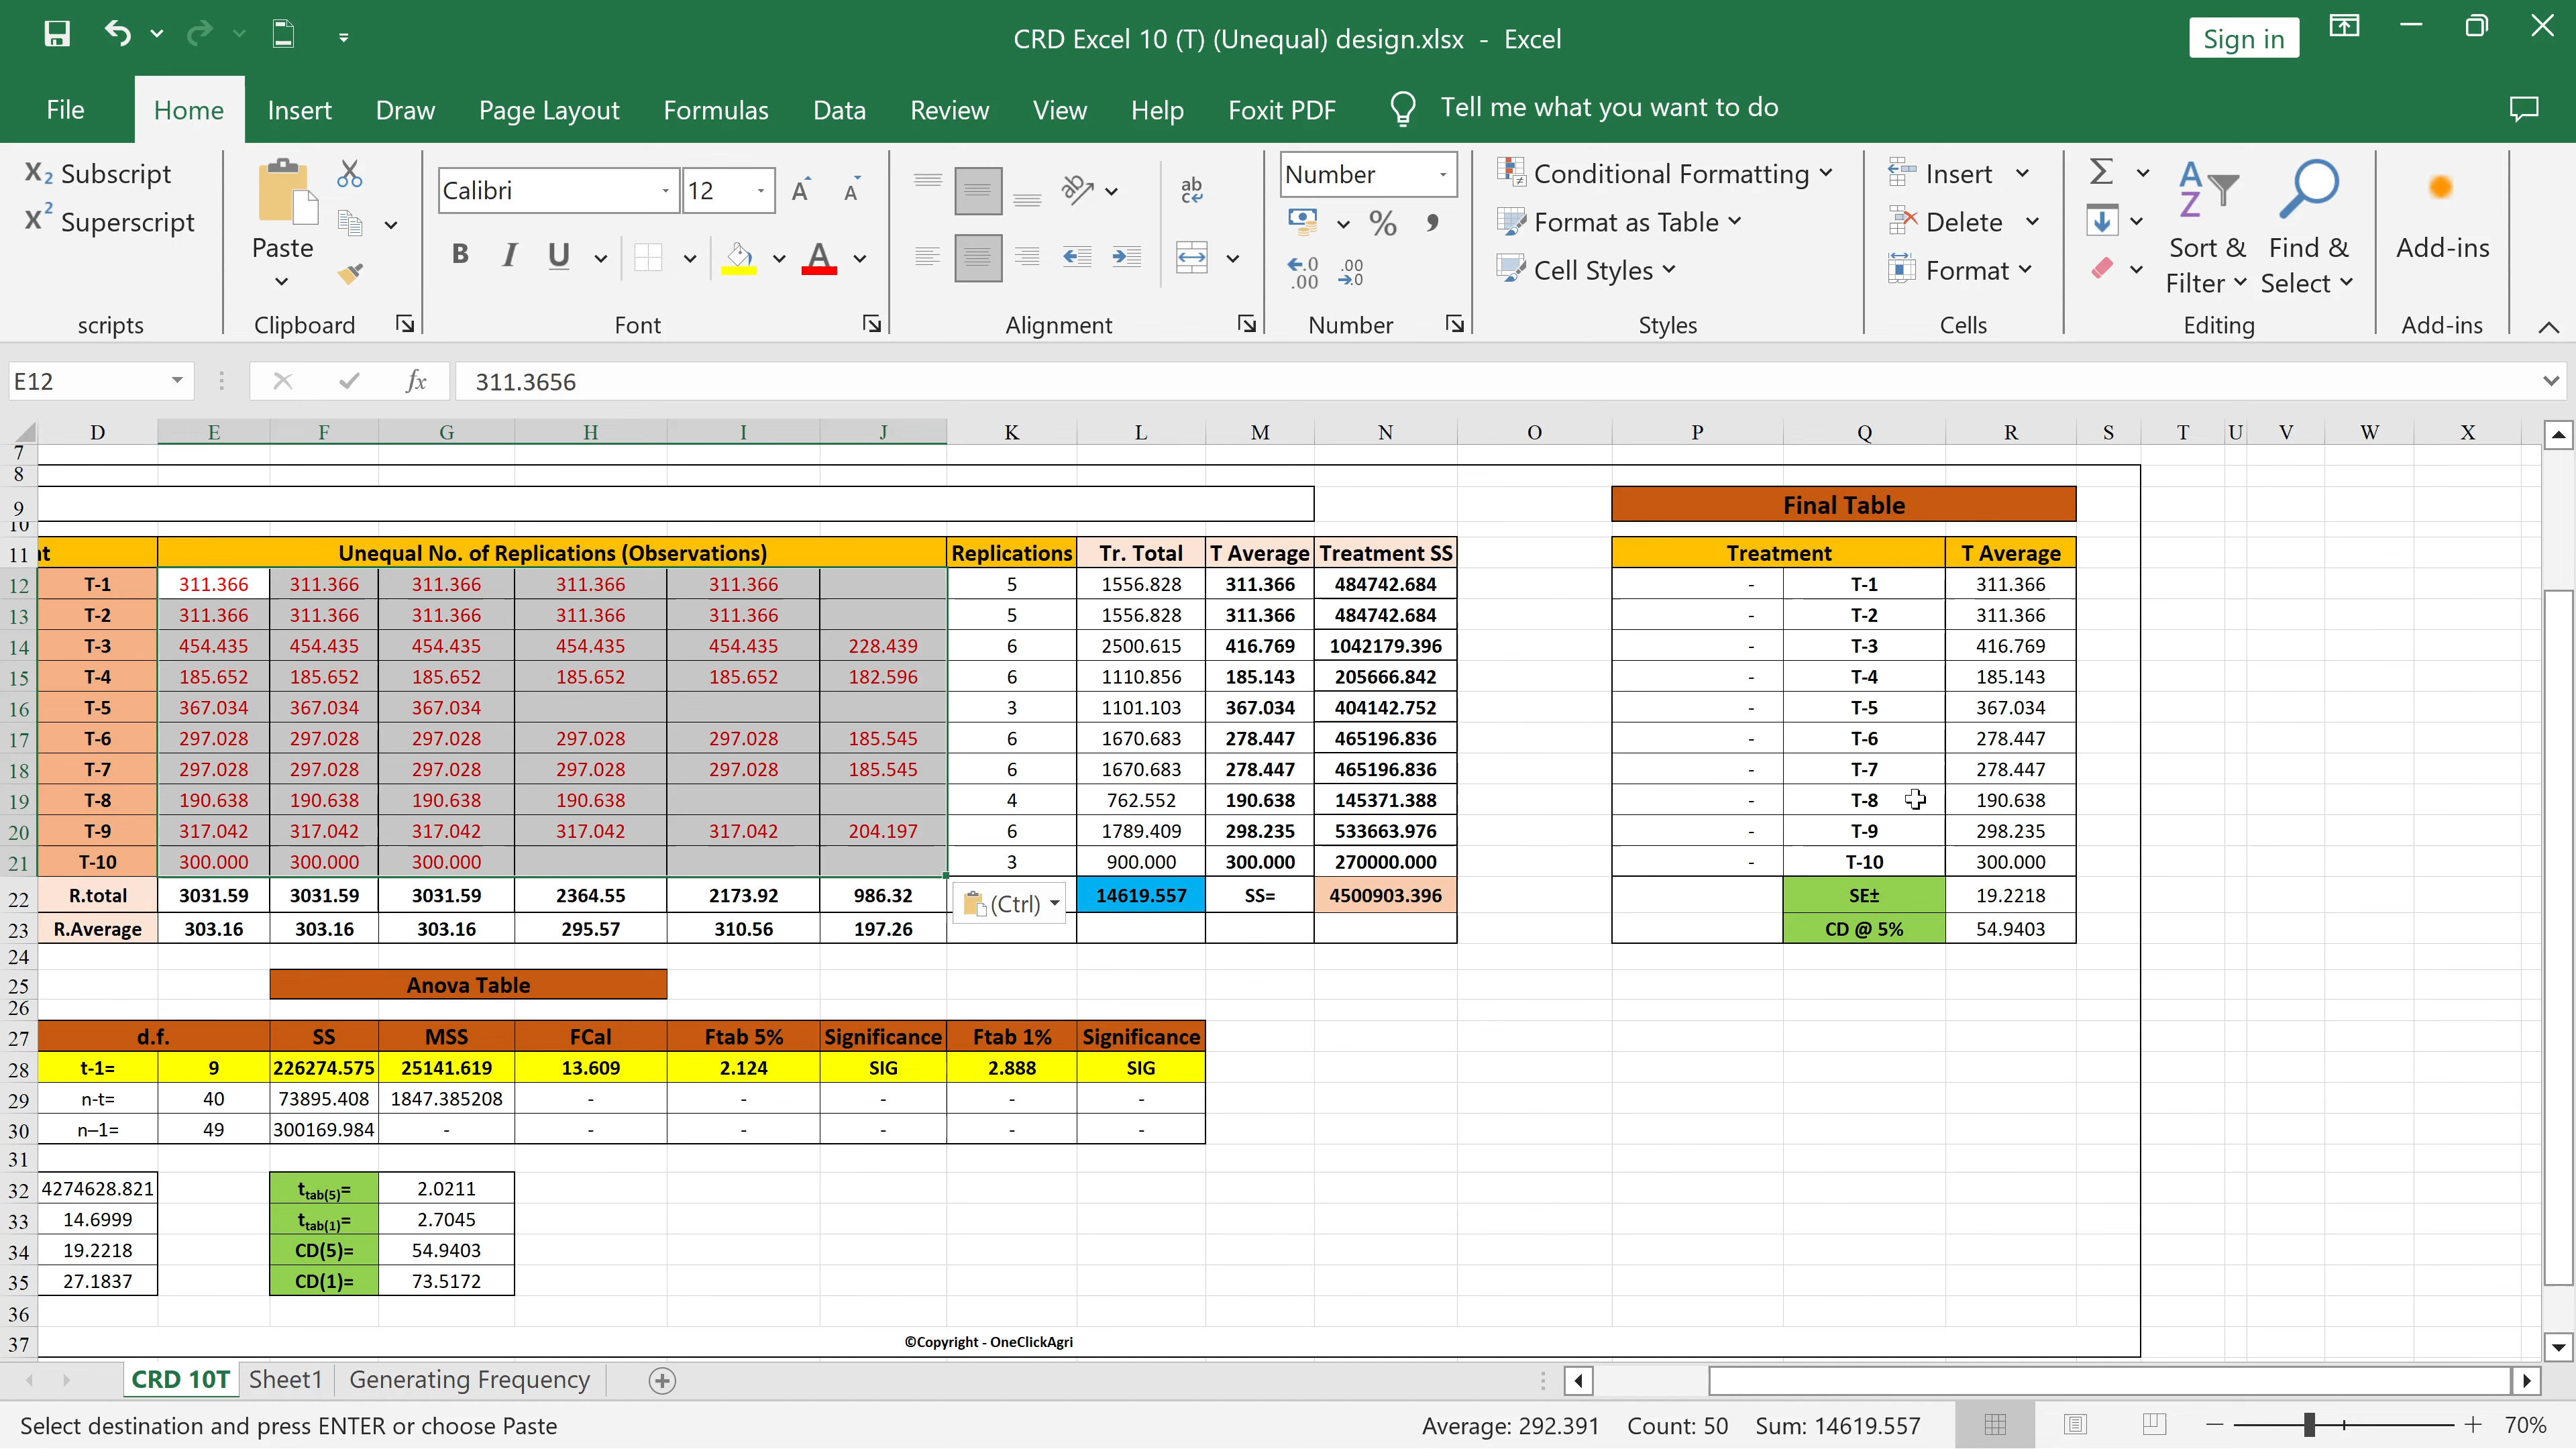 CRD Excel 10 (T) (Unequal) design.xlsx - Excel
Sign in
File Home Insert Draw Page Layout Formulas Data Review View Help Foxit PDF Tell me what you want to do
X₂ Subscript
X² Superscript
scripts
Paste
Clipboard
Calibri 12
B I U A
Font
ab
Alignment
Number
% ,
Number
Conditional Formatting
Format as Table
Cell Styles
Styles
Insert
Delete
Format
Cells
Sort & Filter
Find & Select
Editing
Add-ins
Add-ins
E12 fx 311.3656
D E F G H I J K L M N O P Q R S T U V W X
7
8
9 Final Table
10
11 nt Unequal No. of Replications (Observations) Replications Tr. Total T Average Treatment SS Treatment T Average
12 T-1 311.366 311.366 311.366 311.366 311.366 5 1556.828 311.366 484742.684 - T-1 311.366
13 T-2 311.366 311.366 311.366 311.366 311.366 5 1556.828 311.366 484742.684 - T-2 311.366
14 T-3 454.435 454.435 454.435 454.435 454.435 228.439 6 2500.615 416.769 1042179.396 - T-3 416.769
15 T-4 185.652 185.652 185.652 185.652 185.652 182.596 6 1110.856 185.143 205666.842 - T-4 185.143
16 T-5 367.034 367.034 367.034 3 1101.103 367.034 404142.752 - T-5 367.034
17 T-6 297.028 297.028 297.028 297.028 297.028 185.545 6 1670.683 278.447 465196.836 - T-6 278.447
18 T-7 297.028 297.028 297.028 297.028 297.028 185.545 6 1670.683 278.447 465196.836 - T-7 278.447
19 T-8 190.638 190.638 190.638 190.638 4 762.552 190.638 145371.388 - T-8 190.638
20 T-9 317.042 317.042 317.042 317.042 317.042 204.197 6 1789.409 298.235 533663.976 - T-9 298.235
21 T-10 300.000 300.000 300.000 3 900.000 300.000 270000.000 - T-10 300.000
22 R.total 3031.59 3031.59 3031.59 2364.55 2173.92 986.32 (Ctrl) 14619.557 SS= 4500903.396 SE± 19.2218
23 R.Average 303.16 303.16 303.16 295.57 310.56 197.26 CD @ 5% 54.9403
24
25 Anova Table
26
27 d.f. SS MSS FCal Ftab 5% Significance Ftab 1% Significance
28 t-1= 9 226274.575 25141.619 13.609 2.124 SIG 2.888 SIG
29 n-t= 40 73895.408 1847.385208 - - - - -
30 n–1= 49 300169.984 - - - - - -
31
32 4274628.821 ttab(5)= 2.0211
33 14.6999 ttab(1)= 2.7045
34 19.2218 CD(5)= 54.9403
35 27.1837 CD(1)= 73.5172
36
37 ©Copyright - OneClickAgri
CRD 10T Sheet1 Generating Frequency
Select destination and press ENTER or choose Paste Average: 292.391 Count: 50 Sum: 14619.557 70%